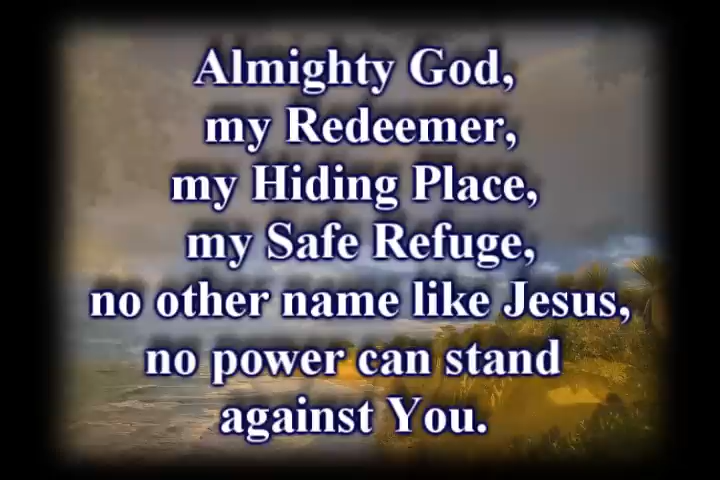 Almighty God,
my Redeemer,
my Hiding Place,
my Safe Refuge,
no other name like Jesus,
no power can stand
against You.